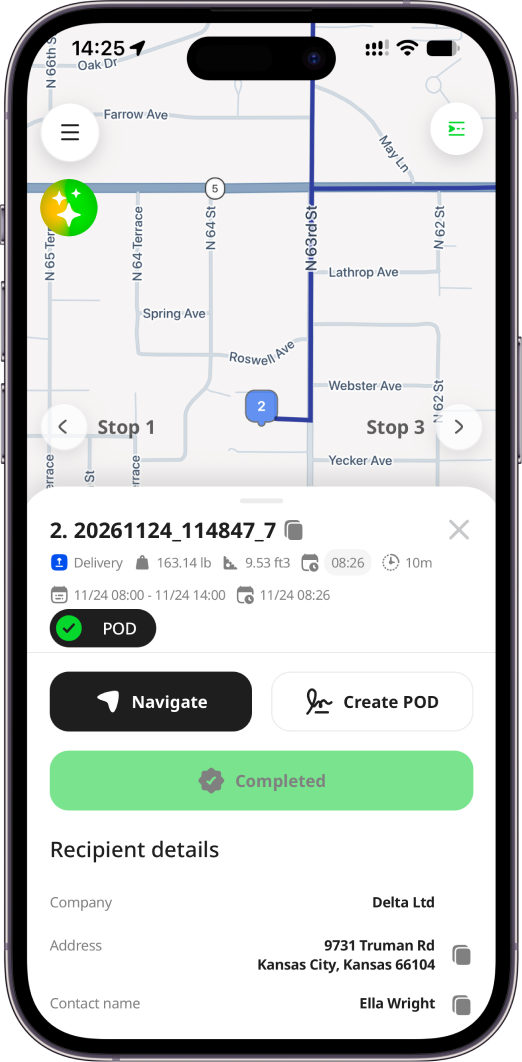 14:25
N 66th S
Oak Dr
Farrow Ave
May Ln
5
N 65 Terrace
N 64 Terrace
N 64 St
N 63rd St
N 62 St
Lathrop Ave
Spring Ave
Roswell Ave
Webster Ave
N 62 St
2
Stop 1
Stop 3
errace
St
errace
Yecker Ave
2. 20261124_114847_7
Delivery 163.14 lb 9.53 ft3 08:26 10m
11/24 08:00 - 11/24 14:00 11/24 08:26
POD
Navigate
Create POD
Completed
Recipient details
Company Delta Ltd
Address 9731 Truman Rd
Kansas City, Kansas 66104
Contact name Ella Wright